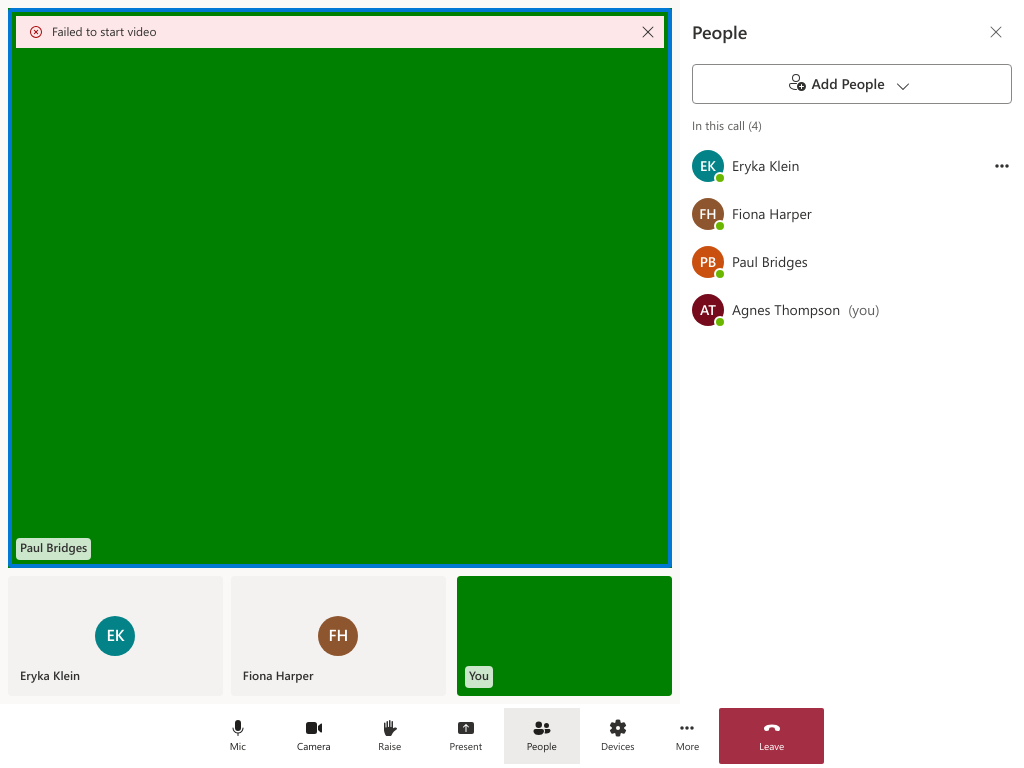 Failed to start video
Paul Bridges
EK
Eryka Klein
FH
Fiona Harper
You
People
Add People
In this call (4)
EK Eryka Klein
FH Fiona Harper
PB Paul Bridges
AT Agnes Thompson (you)
Mic
Camera
Raise
Present
People
Devices
More
Leave